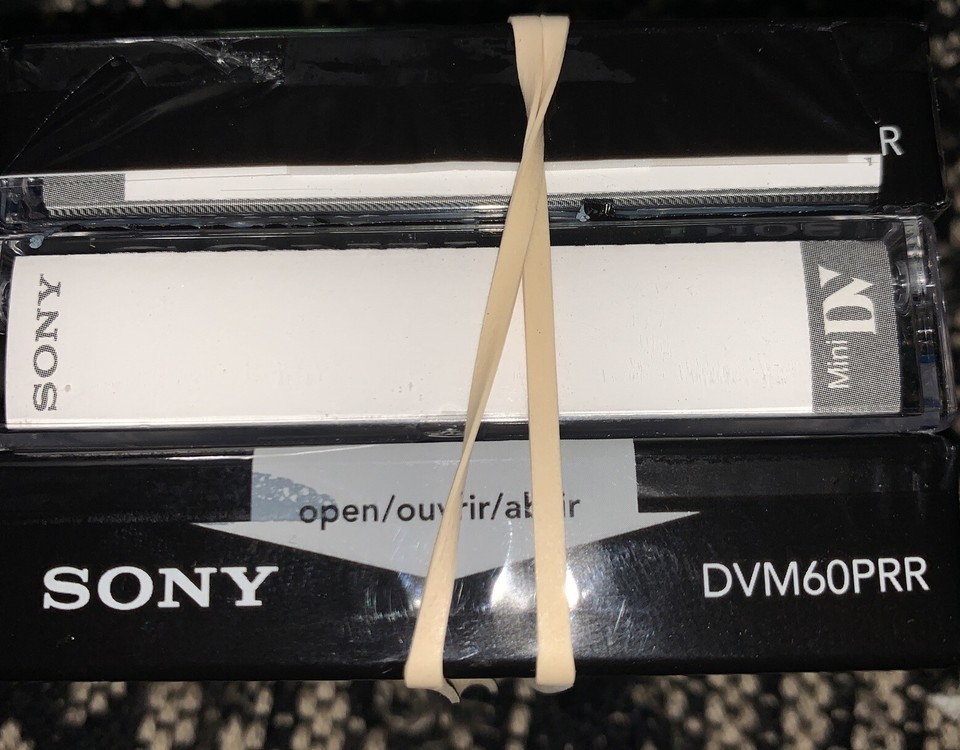 R
SONY
Mini DV
open/ouvrir/abrir
SONY
DVM60PRR